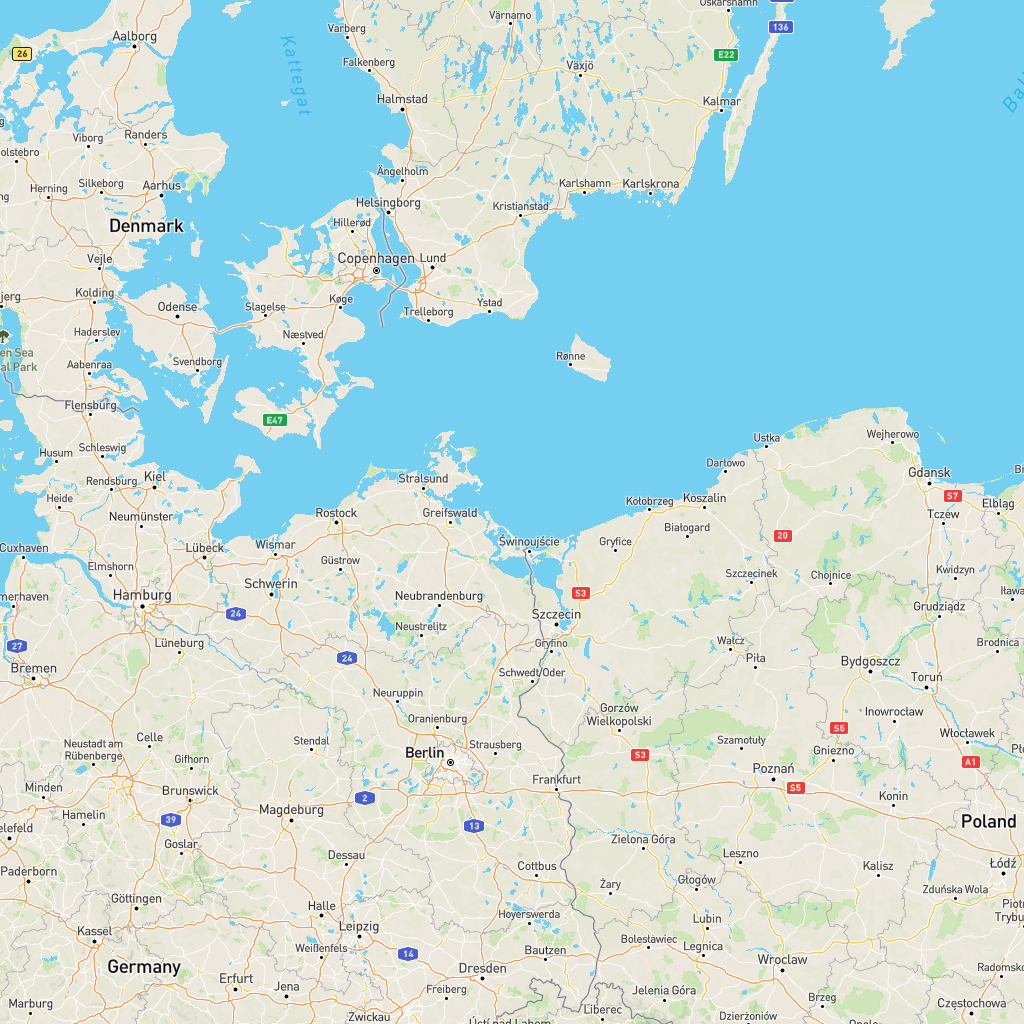 Oskarshamn
Värnamo
Varberg
136
Aalborg
26
Kattegat
E22
Falkenberg
Växjö
Halmstad
Kalmar
Viborg
Randers
olstebro
Ängelholm
Herning
Silkeborg
Aarhus
Karlshamn
Karlskrona
Helsingborg
Kristianstad
Denmark
Hillerød
Vejle
Copenhagen
Lund
jerg
Kolding
Odense
Slagelse
Køge
Ystad
Trelleborg
Haderslev
Næstved
en Sea
al Park
Aabenraa
Svendborg
Rønne
Flensburg
E47
Ustka
Wejherowo
Husum
Schleswig
Darłowo
Gdansk
Rendsburg
Kiel
Stralsund
Heide
Kołobrzeg
Koszalin
S7
Elbląg
Neumünster
Rostock
Greifswald
Białogard
Tczew
Cuxhaven
Lübeck
Wismar
Świnoujście
Gryfice
20
Elmshorn
Güstrow
Schwerin
Szczecinek
Chojnice
Kwidzyn
merhaven
Hamburg
Neubrandenburg
S3
Iława
24
Szczecin
Grudziądz
Neustrelitz
27
Lüneburg
Gryfino
Wałcz
Brodnica
24
Piła
Bydgoszcz
Bremen
Schwedt/Oder
Toruń
Neuruppin
Gorzów
Wielkopolski
Inowrocław
Oranienburg
S5
Celle
Stendal
Strausberg
Szamotuły
Włocławek
Neustadt am
Rübenberge
Berlin
S3
Gniezno
Gifhorn
A1
Poznań
Minden
Brunswick
2
Frankfurt
S5
Konin
Hamelin
39
Magdeburg
13
Poland
elefeld
Goslar
Zielona Góra
Dessau
Leszno
Kalisz
Łódź
Paderborn
Cottbus
Żary
Głogów
Zduńska Wola
Göttingen
Halle
Hoyerswerda
Lubin
Piotr
Tryby
Kassel
Leipzig
Bolesławiec
Weißenfels
14
Bautzen
Legnica
Germany
Wroclaw
Erfurt
Dresden
Radomsko
Jena
Freiberg
Jelenia Góra
Brzeg
Marburg
Częstochowa
Zwickau
Liberec
Dzierżoniów
Ústí nad Labem
Opole